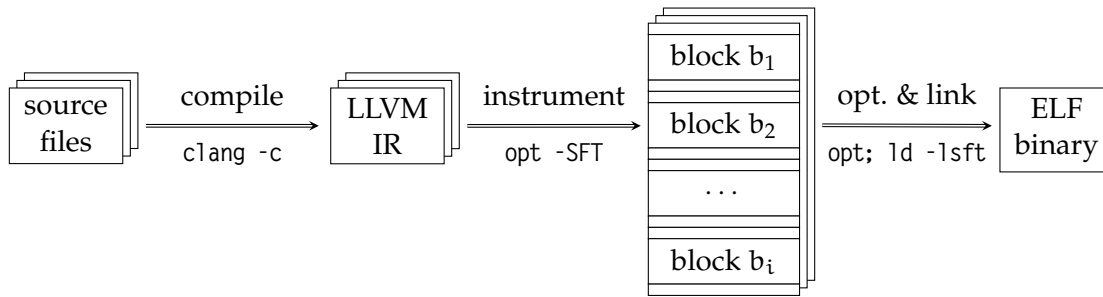 source
files
compile
clang -c
LLVM
IR
instrument
opt -SFT
block b1
block b2
...
block bi
opt. & link
opt; ld -lsft
ELF
binary